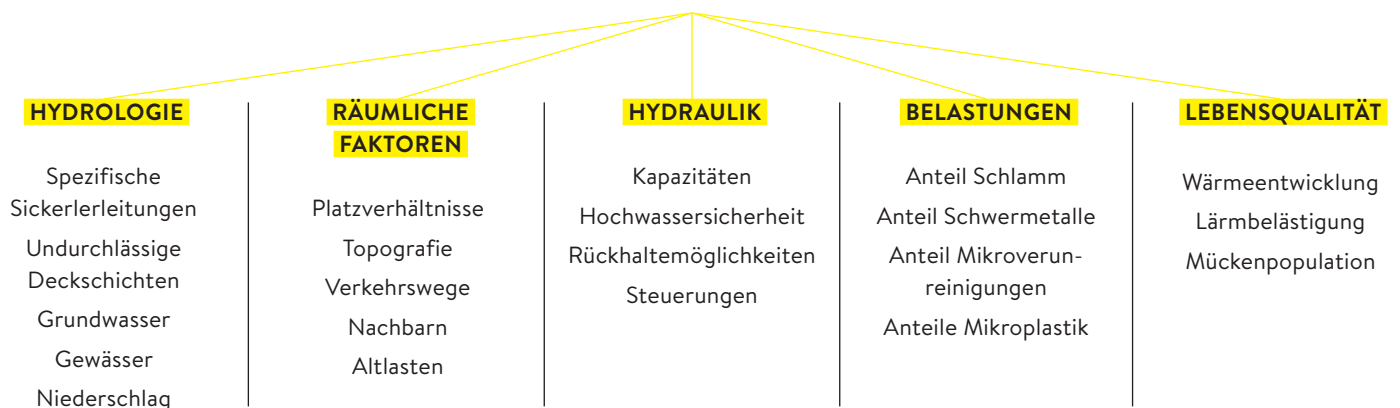 HYDROLOGIE
Spezifische
Sickerlerleitungen
Undurchlässige
Deckschichten
Grundwasser
Gewässer
Niederschlag
RÄUMLICHE
FAKTOREN
Platzverhältnisse
Topografie
Verkehrswege
Nachbarn
Altlasten
HYDRAULIK
Kapazitäten
Hochwassersicherheit
Rückhaltemöglichkeiten
Steuerungen
BELASTUNGEN
Anteil Schlamm
Anteil Schwermetalle
Anteil Mikroverun-
reinigungen
Anteile Mikroplastik
LEBENSQUALITÄT
Wärmeentwicklung
Lärmbelästigung
Mückenpopulation